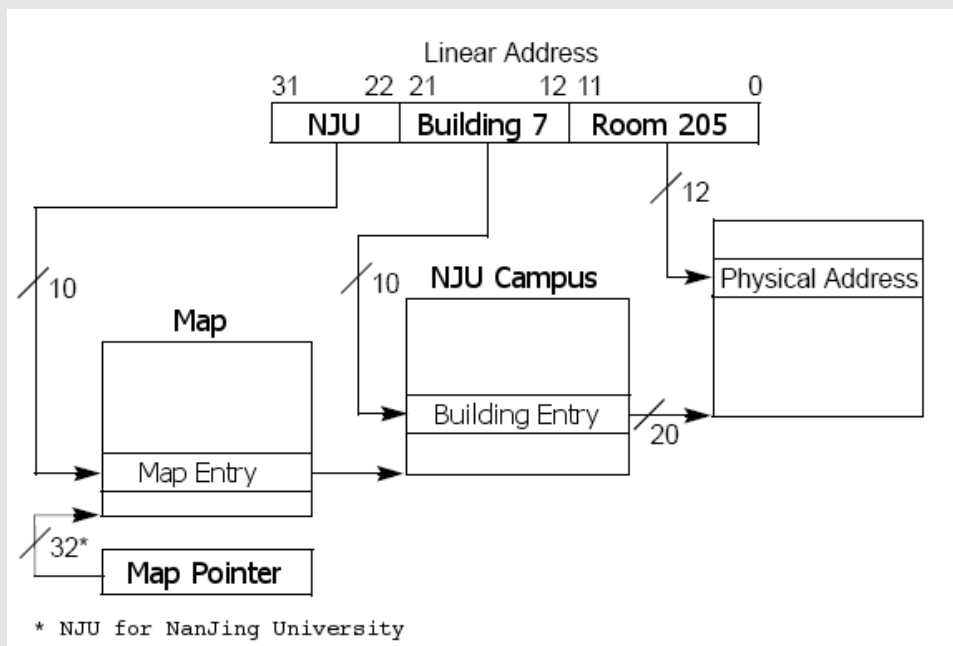 Linear Address
31 22 21 12 11 0
NJU Building 7 Room 205
12
10
10
NJU Campus
Physical Address
Map
Building Entry
20
Map Entry
32*
Map Pointer
* NJU for NanJing University